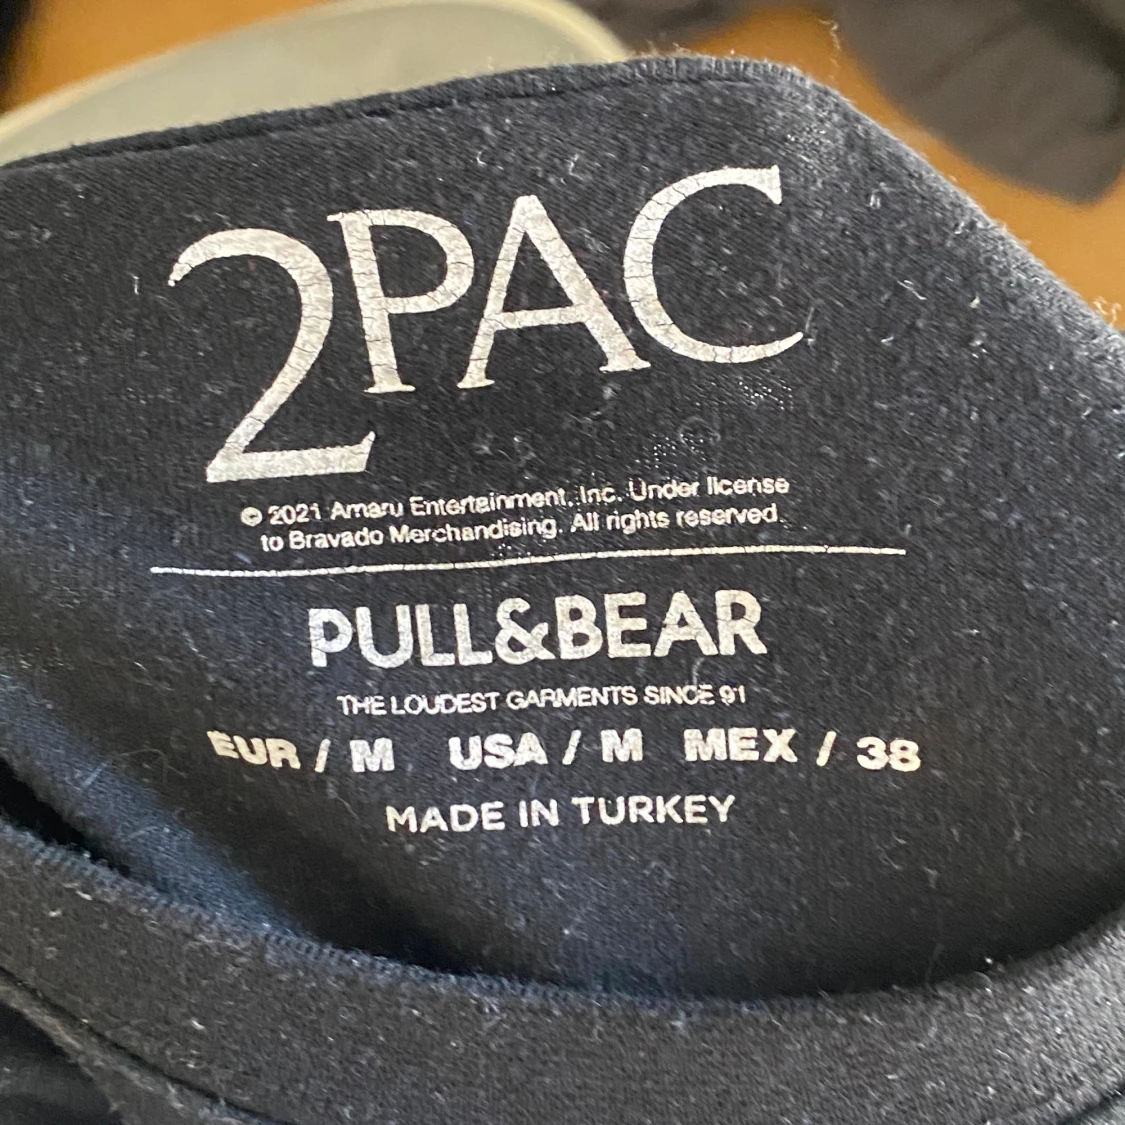 2PAC
© 2021 Amaru Entertainment, Inc. Under license
to Bravado Merchandising. All rights reserved.
PULL&BEAR
THE LOUDEST GARMENTS SINCE 91
EUR / M USA / M MEX / 38
MADE IN TURKEY